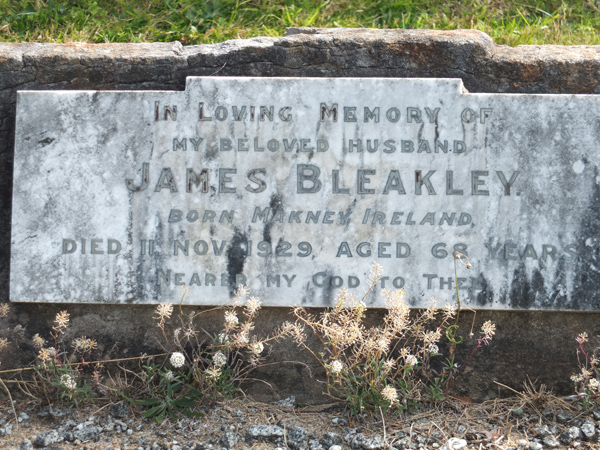 IN LOVING MEMORY OF
MY BELOVED HUSBAND
JAMES BLEAKLEY.
BORN MAKNEY, IRELAND,
DIED 11. NOV. 1929, AGED 68 YEARS
NEARER MY GOD TO THEE